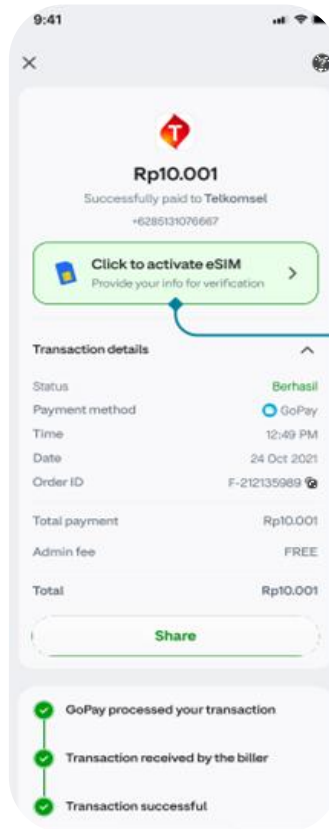 9:41
T
Rp10.001
Successfully paid to Telkomsel
+6285131076667
Click to activate eSIM
Provide your info for verification
Transaction details
Status Berhasil
Payment method GoPay
Time 12:49 PM
Date 24 Oct 2021
Order ID F-212135989
Total payment Rp10.001
Admin fee FREE
Total Rp10.001
Share
GoPay processed your transaction
Transaction received by the biller
Transaction successful